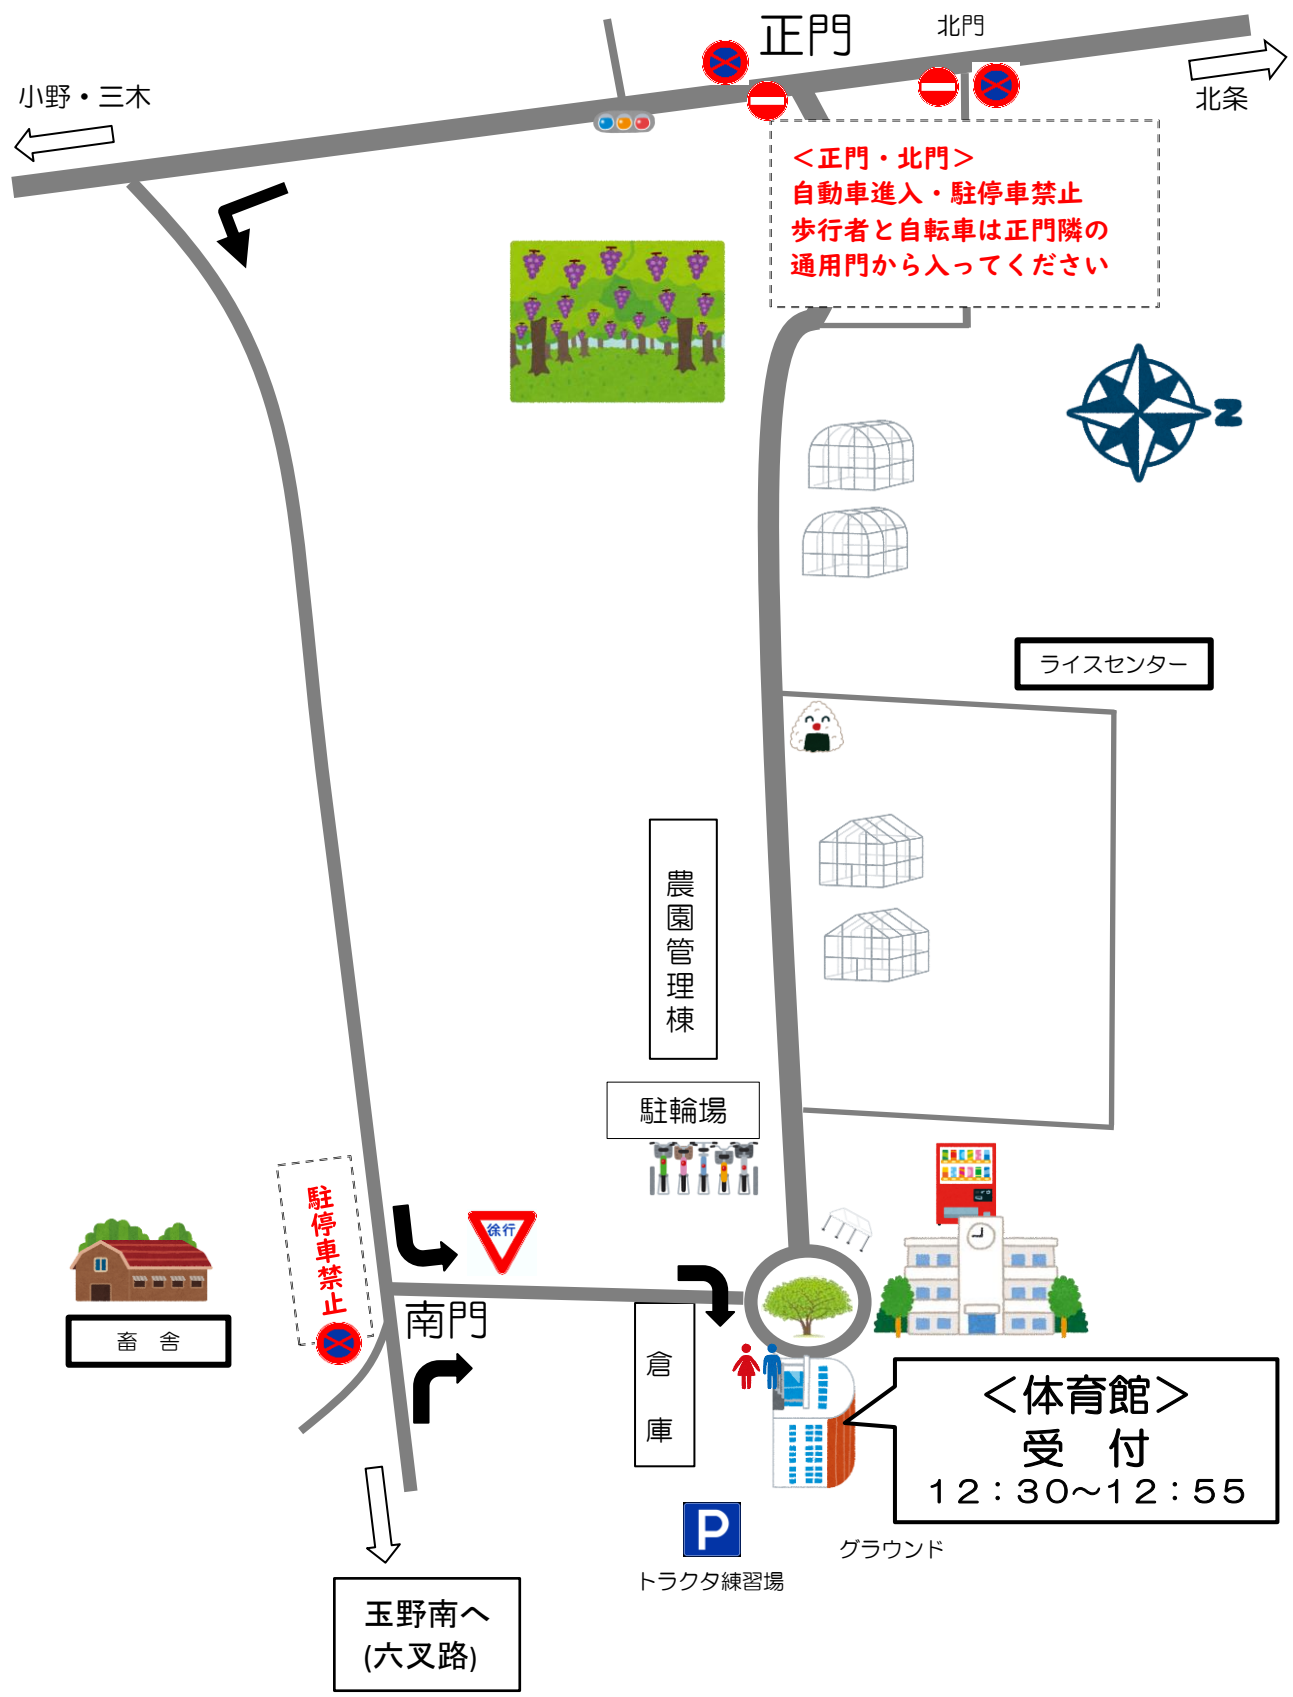 正門
北門
小野・三木
北条
＜正門・北門＞
自動車進入・駐停車禁止
歩行者と自転車は正門隣の
通用門から入ってください
N
ライスセンター
農園管理棟
駐輪場
駐停車禁止
徐行
南門
畜　舎
倉　庫
＜体育館＞
受　付
１２：３０～１２：５５
P
グラウンド
トラクタ練習場
玉野南へ
(六叉路)